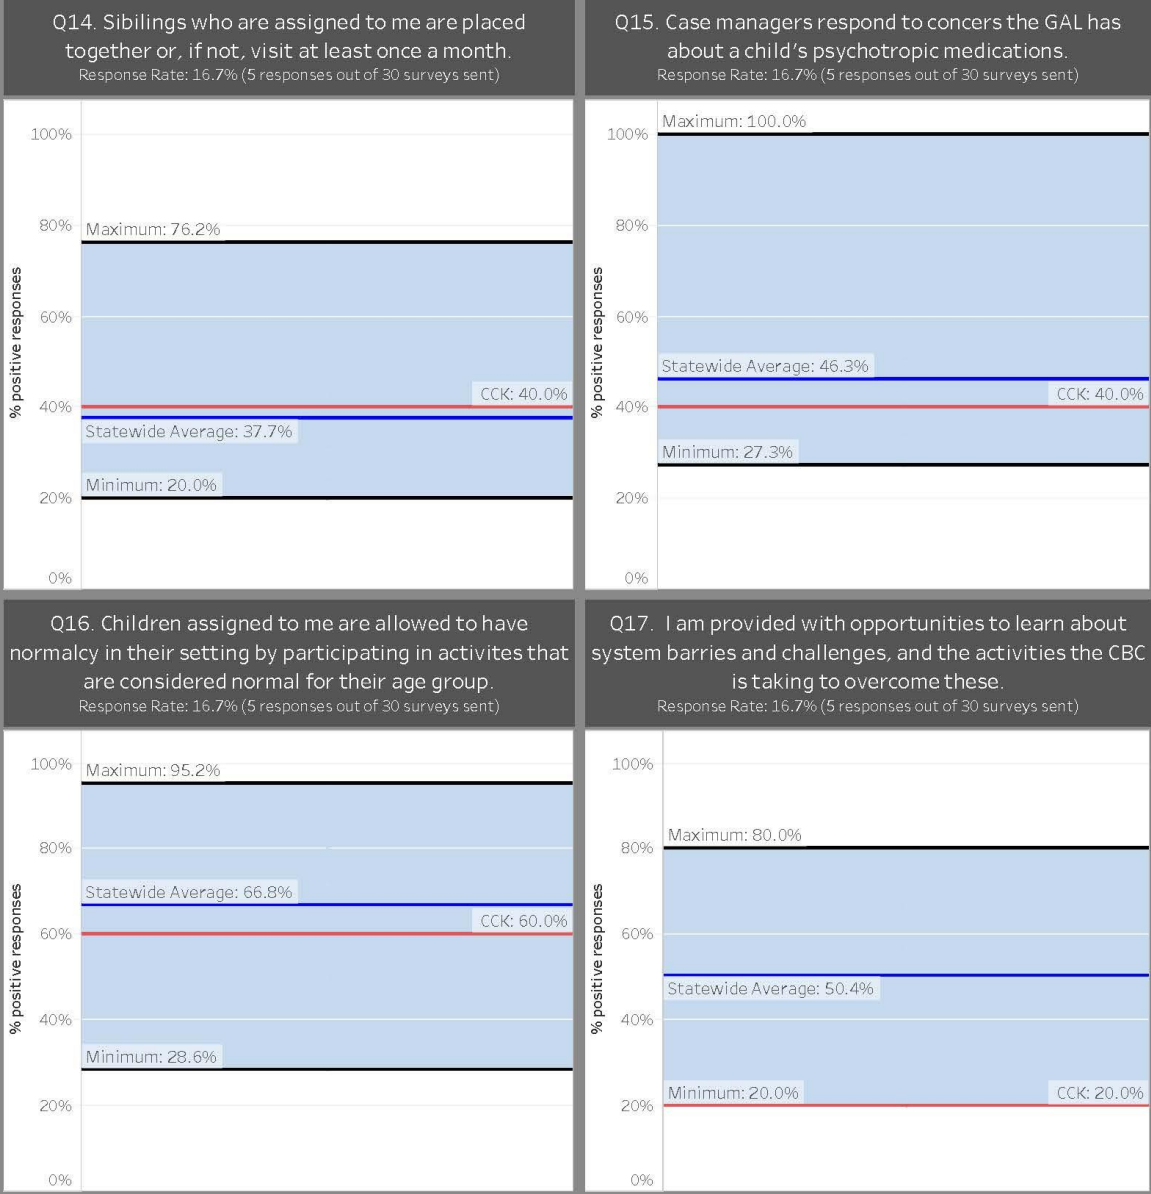 Q14. Sibilings who are assigned to me are placed
together or, if not, visit at least once a month.
Response Rate: 16.7% (5 responses out of 30 surveys sent)
100%
80%
60%
40%
20%
0%
% positive responses
Maximum: 76.2%
CCK: 40.0%
Statewide Average: 37.7%
Minimum: 20.0%
Q15. Case managers respond to concers the GAL has
about a child's psychotropic medications.
Response Rate: 16.7% (5 responses out of 30 surveys sent)
100%
80%
60%
40%
20%
0%
% positive responses
Maximum: 100.0%
Statewide Average: 46.3%
CCK: 40.0%
Minimum: 27.3%
Q16. Children assigned to me are allowed to have
normalcy in their setting by participating in activites that
are considered normal for their age group.
Response Rate: 16.7% (5 responses out of 30 surveys sent)
100%
80%
60%
40%
20%
0%
% positive responses
Maximum: 95.2%
Statewide Average: 66.8%
CCK: 60.0%
Minimum: 28.6%
Q17. I am provided with opportunities to learn about
system barries and challenges, and the activities the CBC
is taking to overcome these.
Response Rate: 16.7% (5 responses out of 30 surveys sent)
100%
80%
60%
40%
20%
0%
% positive responses
Maximum: 80.0%
Statewide Average: 50.4%
Minimum: 20.0%
CCK: 20.0%